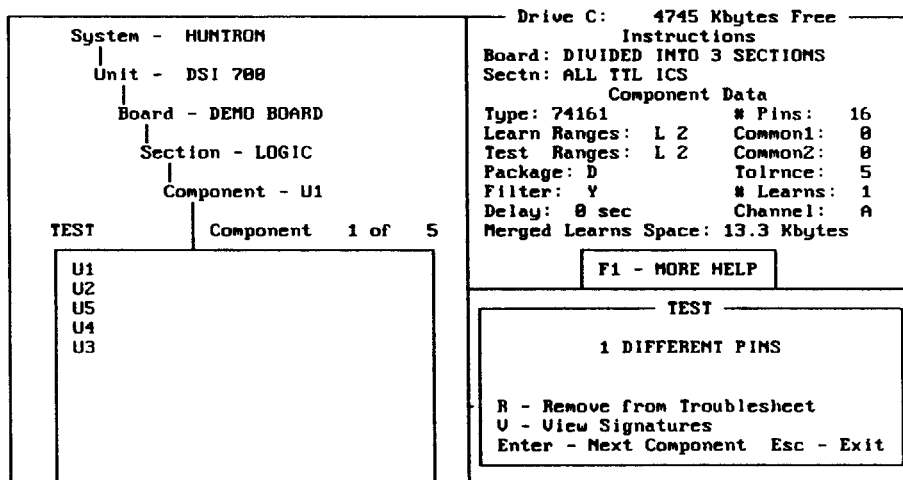 System - HUNTRON
Unit - DSI 700
Board - DEMO BOARD
Section - LOGIC
Component - U1
TEST Component 1 of 5
U1
U2
U5
U4
U3
Drive C: 4745 Kbytes Free
Instructions
Board: DIVIDED INTO 3 SECTIONS
Sectn: ALL TTL ICS
Component Data
Type: 74161 # Pins: 16
Learn Ranges: L 2 Common1: 0
Test Ranges: L 2 Common2: 0
Package: D Tolrnce: 5
Filter: Y # Learns: 1
Delay: 0 sec Channel: A
Merged Learns Space: 13.3 Kbytes
F1 - MORE HELP
TEST
1 DIFFERENT PINS
R - Remove from Troublesheet
V - View Signatures
Enter - Next Component Esc - Exit